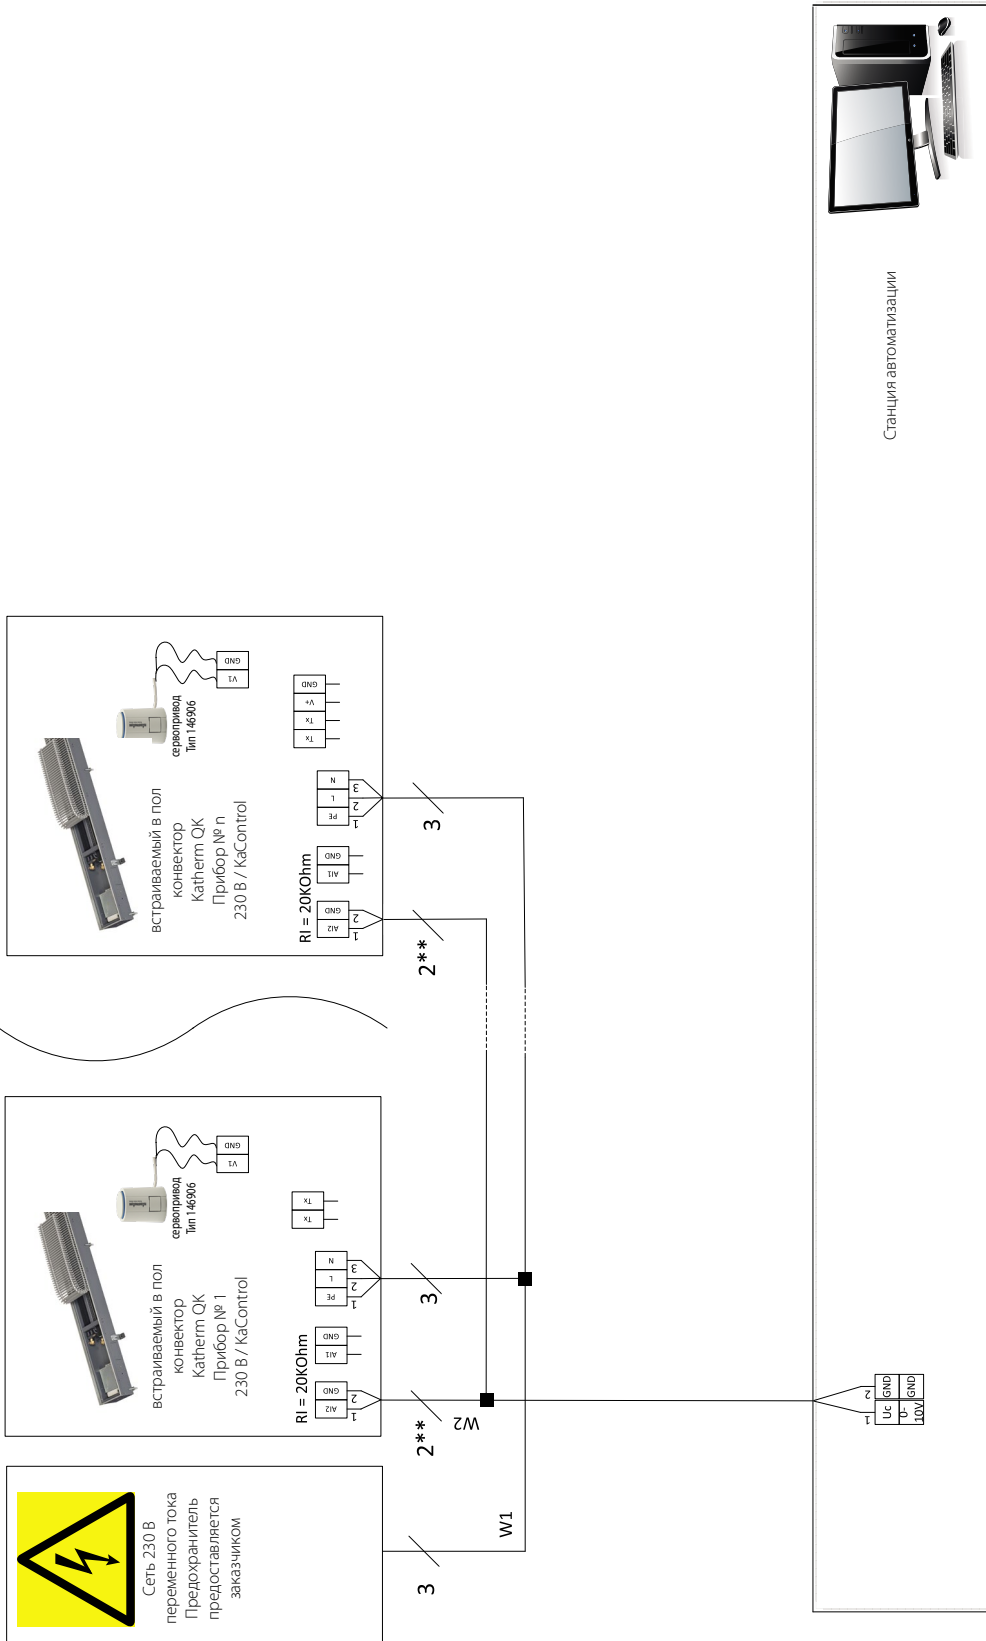 Станция автоматизации
GND
V1
сервопривод
Тип 146906
встраиваемый в пол
конвектор
Katherm QK
Прибор № n
230 В / KaControl
GND
V+
Tx
Tx
N
L
PE
3
2
1
GND
AI1
RI = 20KOhm
GND
AI2
2
1
3
2**
GND
V1
сервопривод
Тип 146906
встраиваемый в пол
конвектор
Katherm QK
Прибор № 1
230 В / KaControl
Tx
Tx
N
L
PE
3
2
1
GND
AI1
RI = 20KOhm
GND
AI2
2
1
3
2**
W2
Сеть 230 В
переменного тока
Предохранитель
предоставляется
заказчиком
3
W1
2
1
GND
Uc
GND
0-
10V